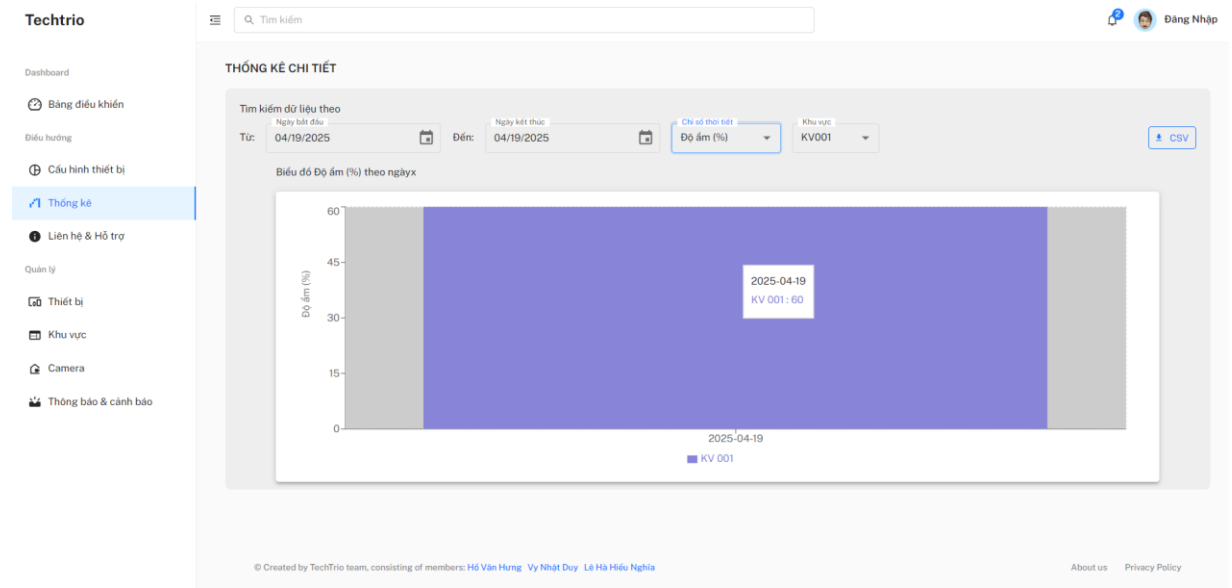 Techtrio
Tìm kiếm
2
Đăng Nhập
Dashboard
Bảng điều khiển
Điều hướng
Cấu hình thiết bị
Thống kê
Liên hệ & Hỗ trợ
Quản lý
Thiết bị
Khu vực
Camera
Thông báo & cảnh báo
THỐNG KÊ CHI TIẾT
Tìm kiếm dữ liệu theo
Từ:
Ngày bắt đầu
04/19/2025
Đến:
Ngày kết thúc
04/19/2025
Chỉ số thời tiết
Độ ẩm (%)
Khu vực
KV001
CSV
Biểu đồ Độ ẩm (%) theo ngàyx
60
45
30
15
0
Độ ẩm (%)
2025-04-19
KV 001 : 60
2025-04-19
KV 001
© Created by TechTrio team, consisting of members: Hồ Văn Hưng Vy Nhật Duy Lê Hà Hiếu Nghĩa
About us Privacy Policy